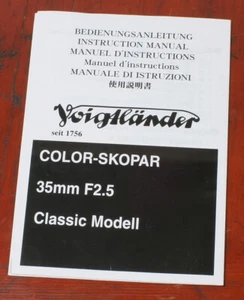 BEDIENUNGSANLEITUNG
INSTRUCTION MANUAL
MANUEL D'INSTRUCTIONS
Manuel d'instructions
MANUALE DI ISTRUZIONI
使用説明書
Voigtländer
seit 1756
COLOR-SKOPAR
35mm F2.5
Classic Modell